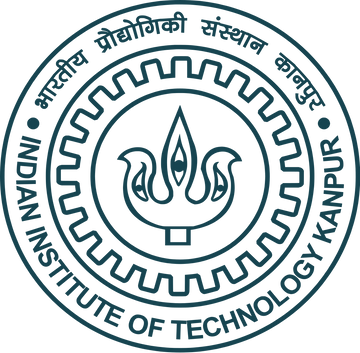 भारतीय प्रौद्योगिकी संस्थान कानपुर
INDIAN INSTITUTE OF TECHNOLOGY KANPUR